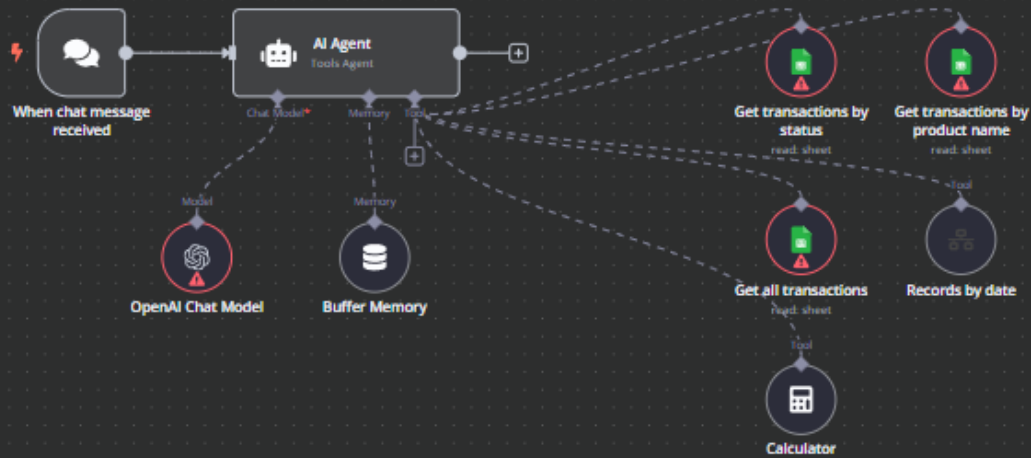 AI Agent
Tools Agent
When chat message
received
Chat Model*
Memory
Tool
Get transactions by
status
read: sheet
Get transactions by
product name
read: sheet
Model
OpenAI Chat Model
Memory
Buffer Memory
Get all transactions
read: sheet
Tool
Records by date
Tool
Calculator